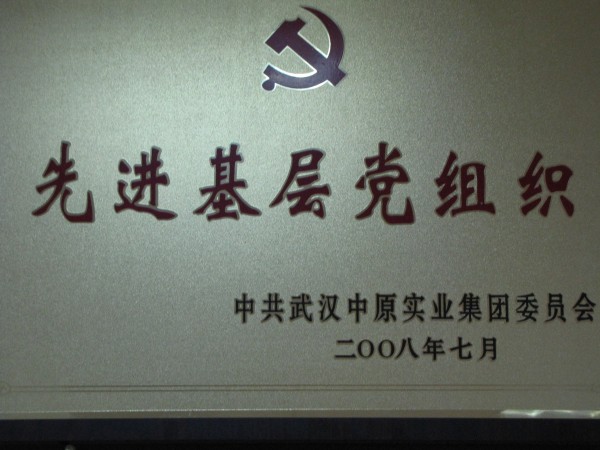 先进基层党组织
中共武汉中原实业集团委员会
二〇〇八年七月